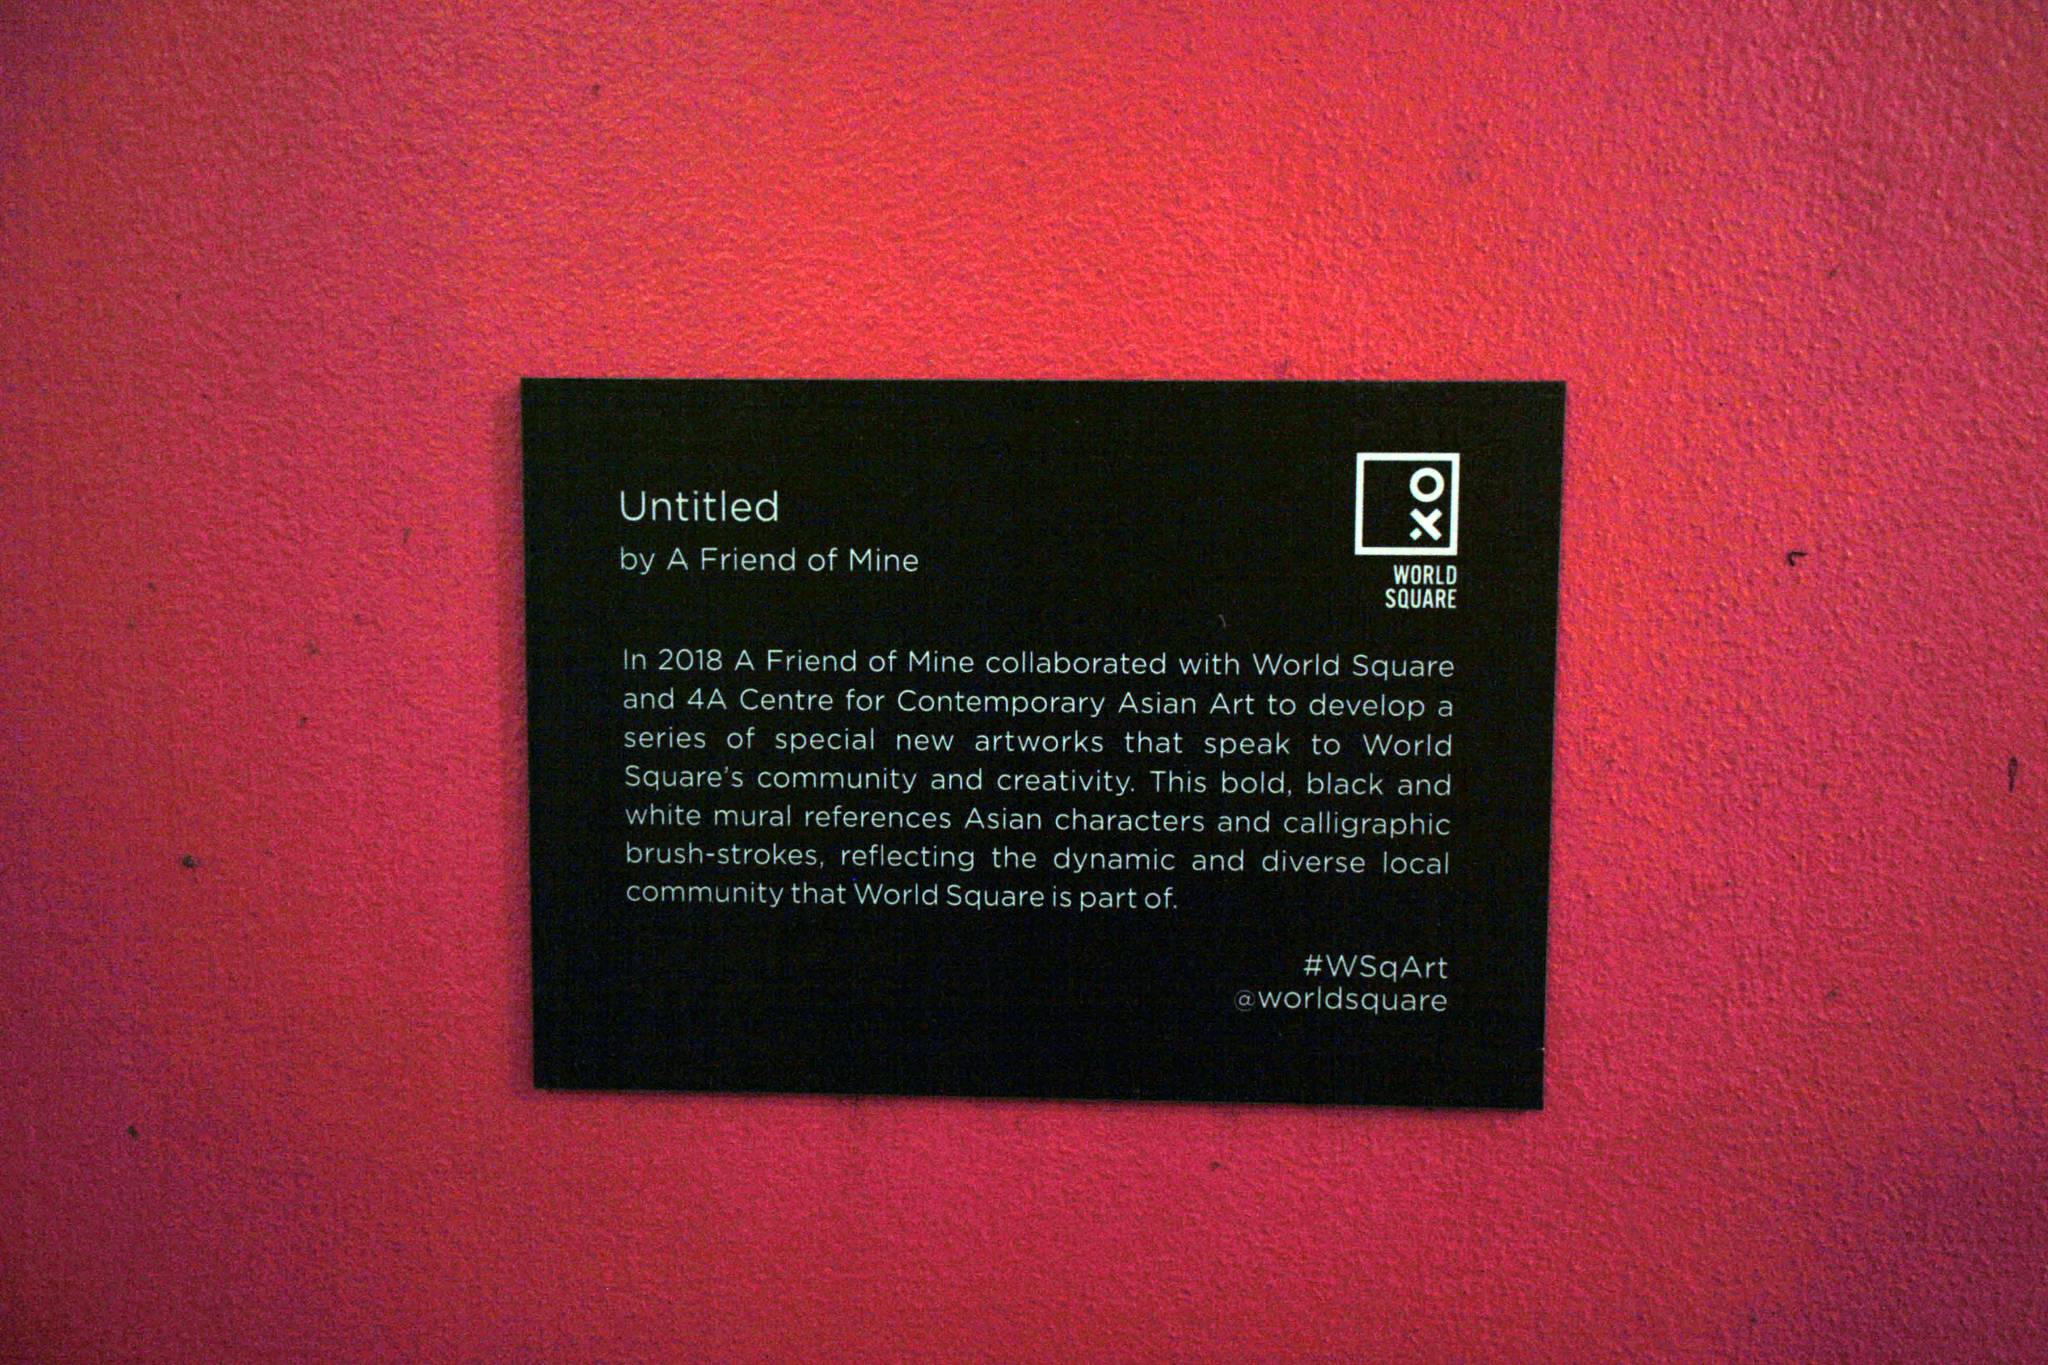 Untitled
by A Friend of Mine
OX
WORLD
SQUARE
In 2018 A Friend of Mine collaborated with World Square
and 4A Centre for Contemporary Asian Art to develop a
series of special new artworks that speak to World
Square's community and creativity. This bold, black and
white mural references Asian characters and calligraphic
brush-strokes, reflecting the dynamic and diverse local
community that World Square is part of.
#WSqArt
@worldsquare